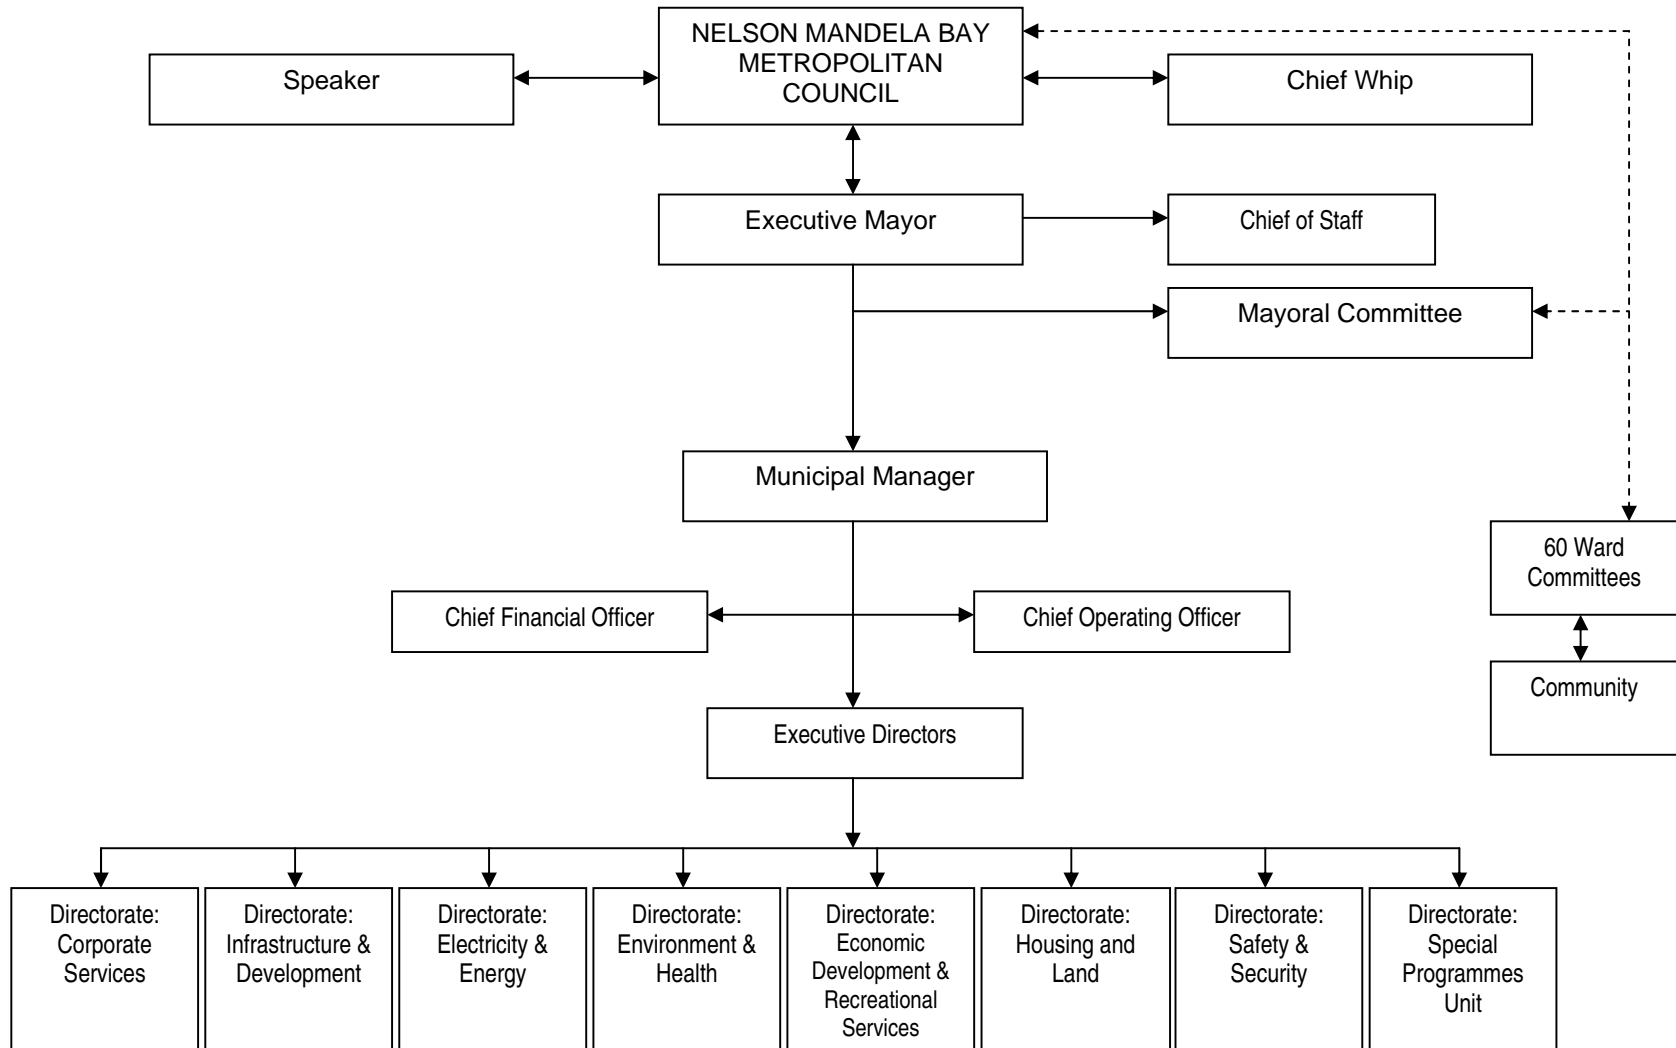 NELSON MANDELA BAY
METROPOLITAN
COUNCIL
Speaker
Chief Whip
Executive Mayor
Chief of Staff
Mayoral Committee
Municipal Manager
60 Ward
Committees
Chief Financial Officer
Chief Operating Officer
Community
Executive Directors
Directorate:
Corporate
Services
Directorate:
Infrastructure &
Development
Directorate:
Electricity &
Energy
Directorate:
Environment &
Health
Directorate:
Economic
Development &
Recreational
Services
Directorate:
Housing and
Land
Directorate:
Safety &
Security
Directorate:
Special
Programmes
Unit